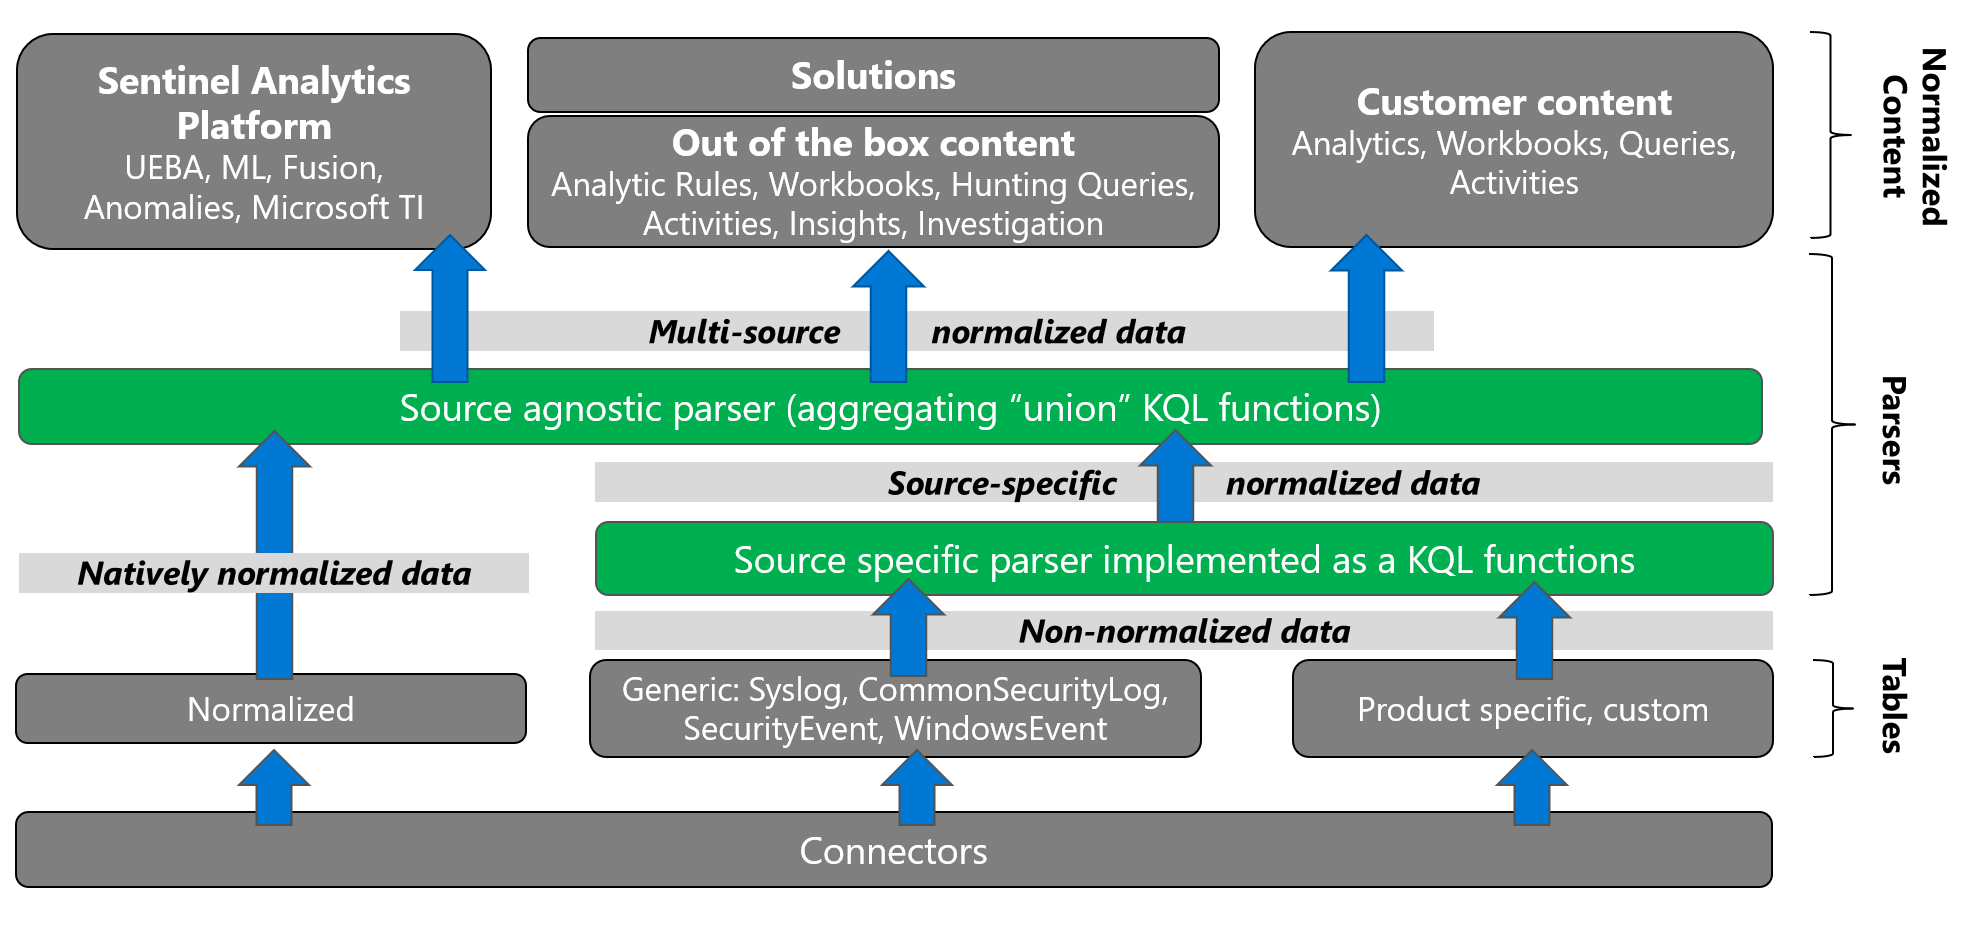 Sentinel Analytics
Platform
UEBA, ML, Fusion,
Anomalies, Microsoft TI
Solutions
Out of the box content
Analytic Rules, Workbooks, Hunting Queries,
Activities, Insights, Investigation
Customer content
Analytics, Workbooks, Queries,
Activities
Normalized
Content
Multi-source normalized data
Source agnostic parser (aggregating “union” KQL functions)
Parsers
Source-specific normalized data
Source specific parser implemented as a KQL functions
Natively normalized data
Non-normalized data
Normalized
Generic: Syslog, CommonSecurityLog,
SecurityEvent, WindowsEvent
Product specific, custom
Tables
Connectors